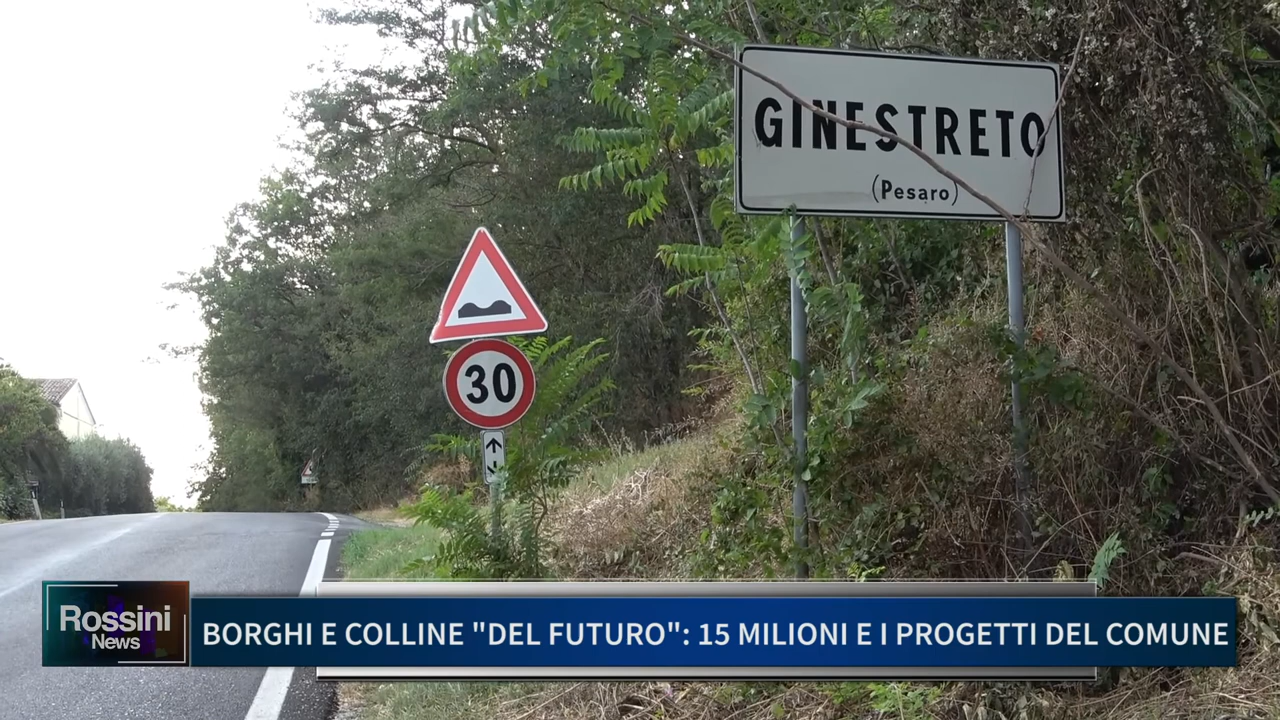 GINESTRETO
(Pesaro)
30
Rossini
News
BORGHI E COLLINE "DEL FUTURO": 15 MILIONI E I PROGETTI DEL COMUNE